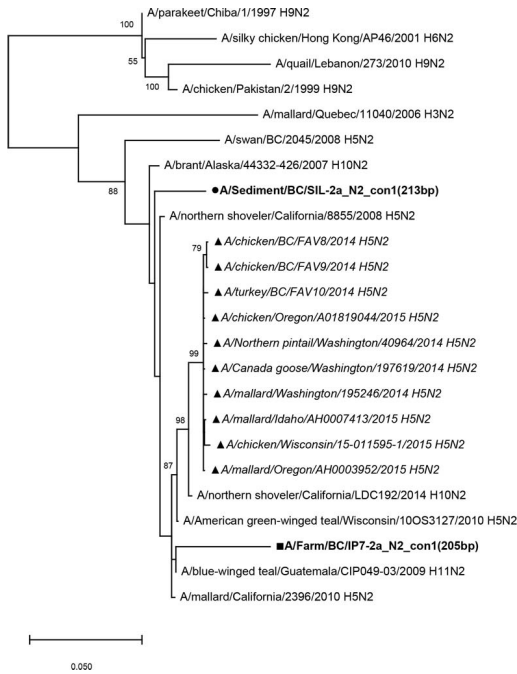 A/parakeet/Chiba/1/1997 H9N2
100
A/silky chicken/Hong Kong/AP46/2001 H6N2
55
A/quail/Lebanon/273/2010 H9N2
100
A/chicken/Pakistan/2/1999 H9N2
A/mallard/Quebec/11040/2006 H3N2
A/swan/BC/2045/2008 H5N2
A/brant/Alaska/44332-426/2007 H10N2
88
●A/Sediment/BC/SIL-2a_N2_con1(213bp)
A/northern shoveler/California/8855/2008 H5N2
▲A/chicken/BC/FAV8/2014 H5N2
79
▲A/chicken/BC/FAV9/2014 H5N2
▲A/turkey/BC/FAV10/2014 H5N2
▲A/chicken/Oregon/A01819044/2015 H5N2
▲A/Northern pintail/Washington/40964/2014 H5N2
99
▲A/Canada goose/Washington/197619/2014 H5N2
▲A/mallard/Washington/195246/2014 H5N2
▲A/mallard/Idaho/AH0007413/2015 H5N2
98
▲A/chicken/Wisconsin/15-011595-1/2015 H5N2
▲A/mallard/Oregon/AH0003952/2015 H5N2
87
A/northern shoveler/California/LDC192/2014 H10N2
A/American green-winged teal/Wisconsin/10OS3127/2010 H5N2
■A/Farm/BC/IP7-2a_N2_con1(205bp)
A/blue-winged teal/Guatemala/CIP049-03/2009 H11N2
A/mallard/California/2396/2010 H5N2
0.050